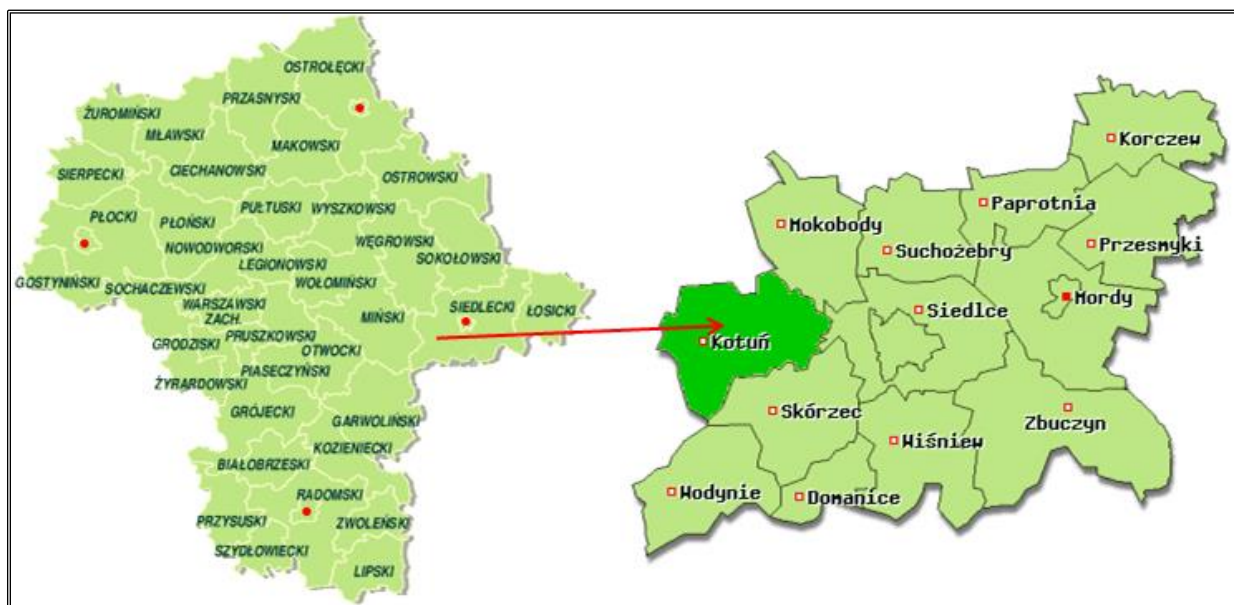 OSTROŁĘCKI
PRZASNYSKI
ŻUROMIŃSKI
MŁAWSKI
MAKOWSKI
CIECHANOWSKI
SIERPECKI
OSTROWSKI
PUŁTUSKI
WYSZKOWSKI
PŁOCKI
PŁOŃSKI
NOWODWORSKI
WĘGROWSKI
SOKOŁOWSKI
LEGIONOWSKI
GOSTYNIŃSKI
SOCHACZEWSKI
WOŁOMIŃSKI
WARSZAWSKI
ZACH.
SIEDLECKI
ŁOSICKI
MIŃSKI
PRUSZKOWSKI
GRODZISKI
OTWOCKI
PIASECZYŃSKI
ŻYRARDOWSKI
GRÓJECKI
GARWOLIŃSKI
KOZIENIECKI
BIAŁOBRZESKI
RADOMSKI
PRZYSUSKI
ZWOLEŃSKI
SZYDŁOWIECKI
LIPSKI
Korczew
Paprotnia
Mokobody
Suchożebry
Przesmyki
Mordy
Siedlce
Kotuń
Skórzec
Zbuczyn
Wiśniew
Wodynie
Domanice